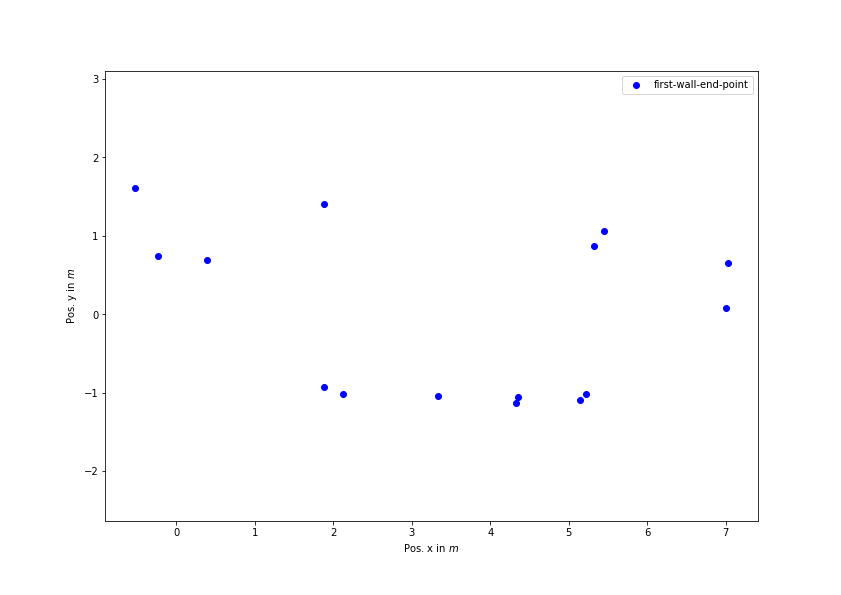 first-wall-end-point
3
2
1
0
−1
−2
Pos. y in m
0 1 2 3 4 5 6 7
Pos. x in m